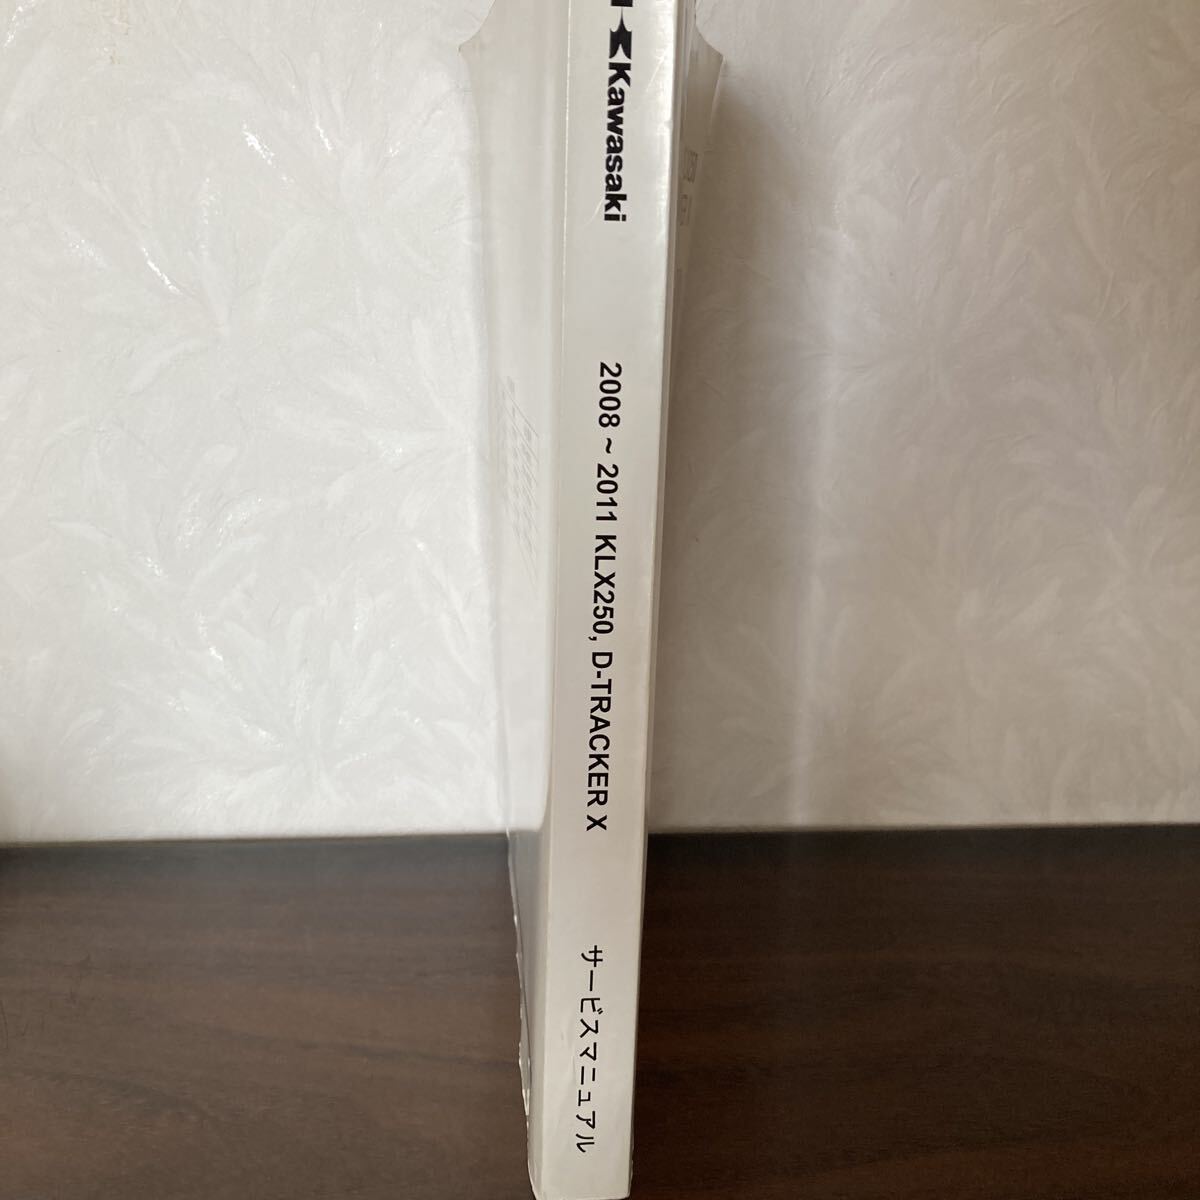 Kawasaki
2008 ~ 2011 KLX250, D-TRACKER X
サービスマニュアル